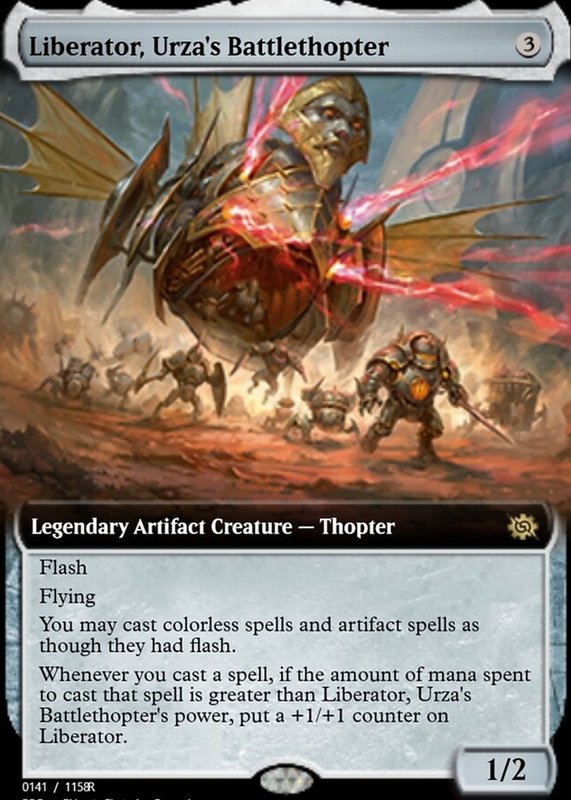 Liberator, Urza's Battlethopter
3
Legendary Artifact Creature — Thopter
Flash
Flying
You may cast colorless spells and artifact spells as
though they had flash.
Whenever you cast a spell, if the amount of mana spent
to cast that spell is greater than Liberator, Urza's
Battlethopter's power, put a +1/+1 counter on
Liberator.
1/2
0141 / 1158R